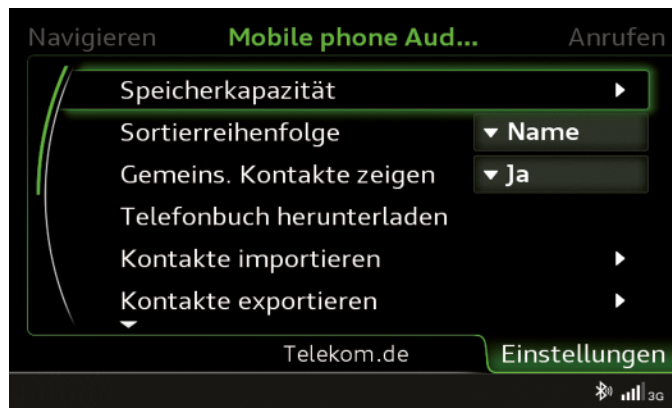 Navigieren Mobile phone Aud... Anrufen
Speicherkapazität
Sortierreihenfolge Name
Gemeins. Kontakte zeigen Ja
Telefonbuch herunterladen
Kontakte importieren
Kontakte exportieren
Telekom.de Einstellungen
3G